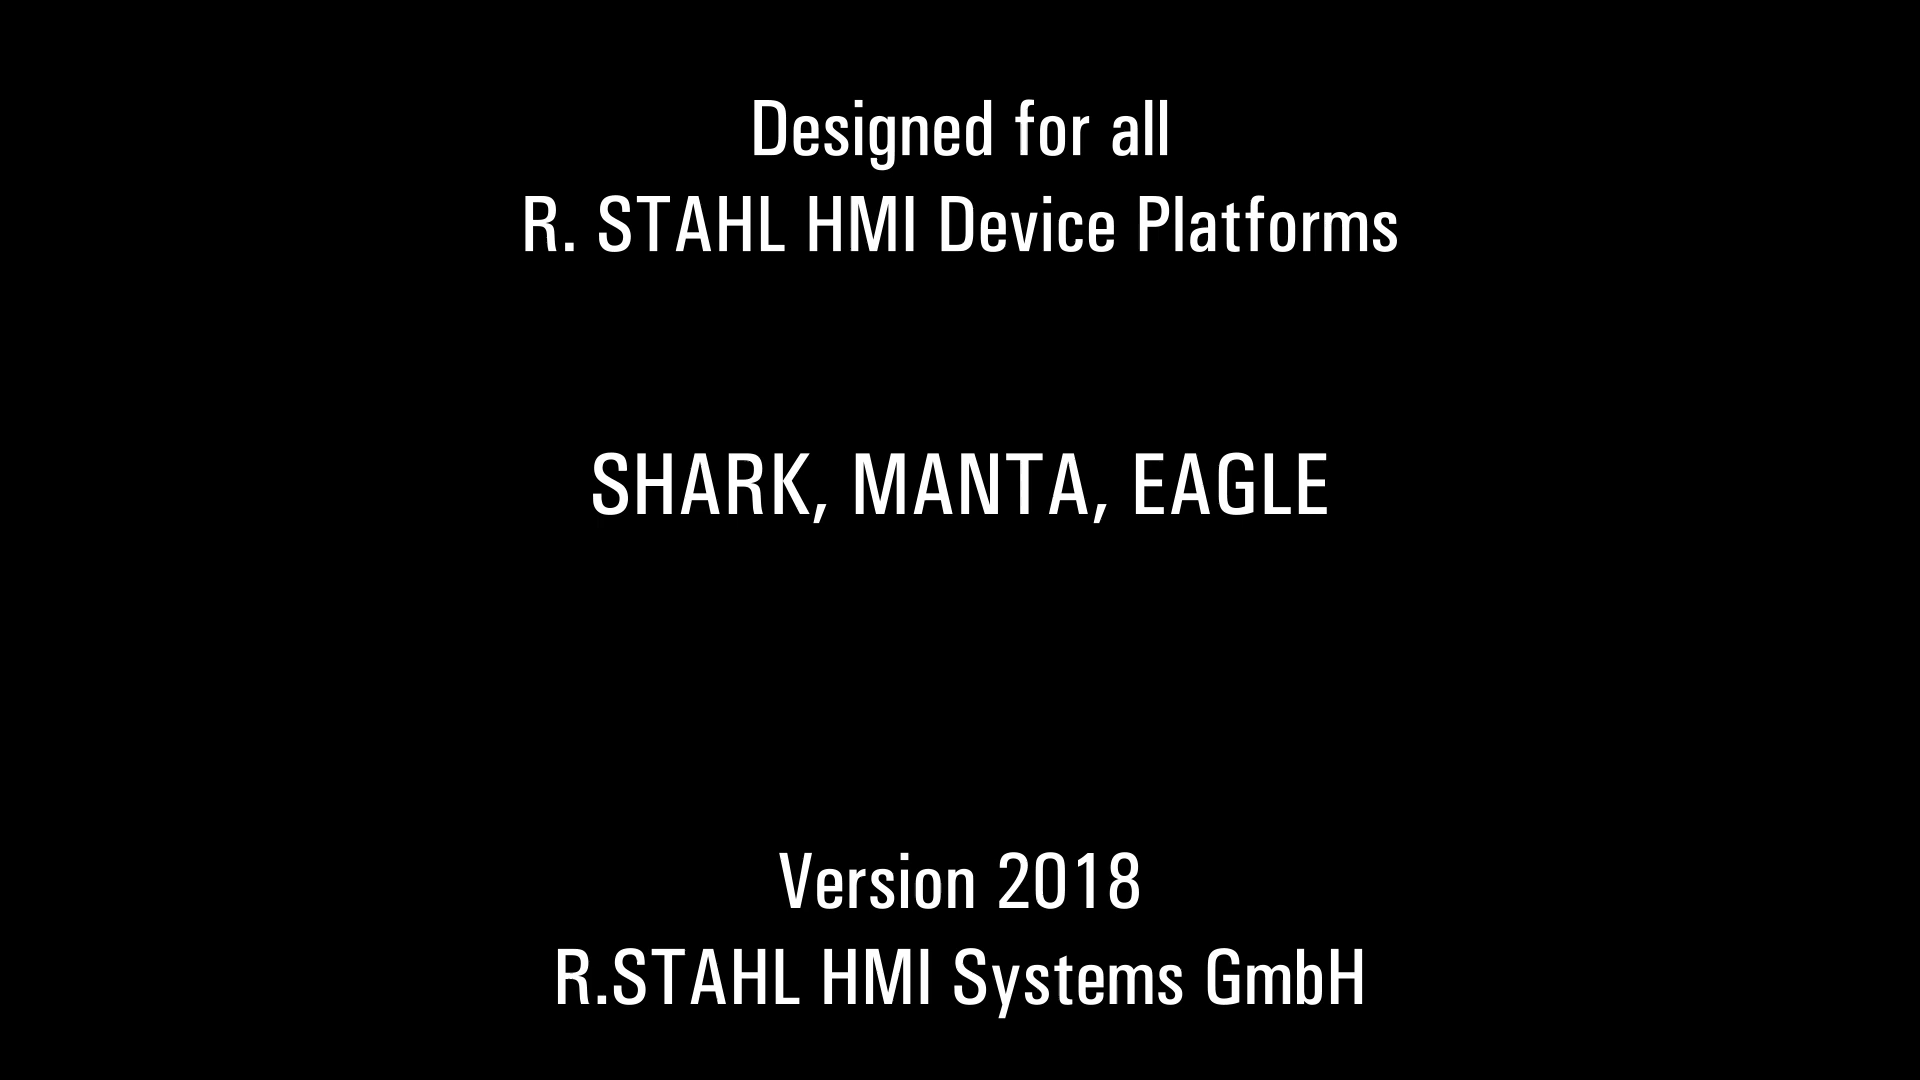 Designed for all
R. STAHL HMI Device Platforms
SHARK, MANTA, EAGLE
Version 2018
R.STAHL HMI Systems GmbH